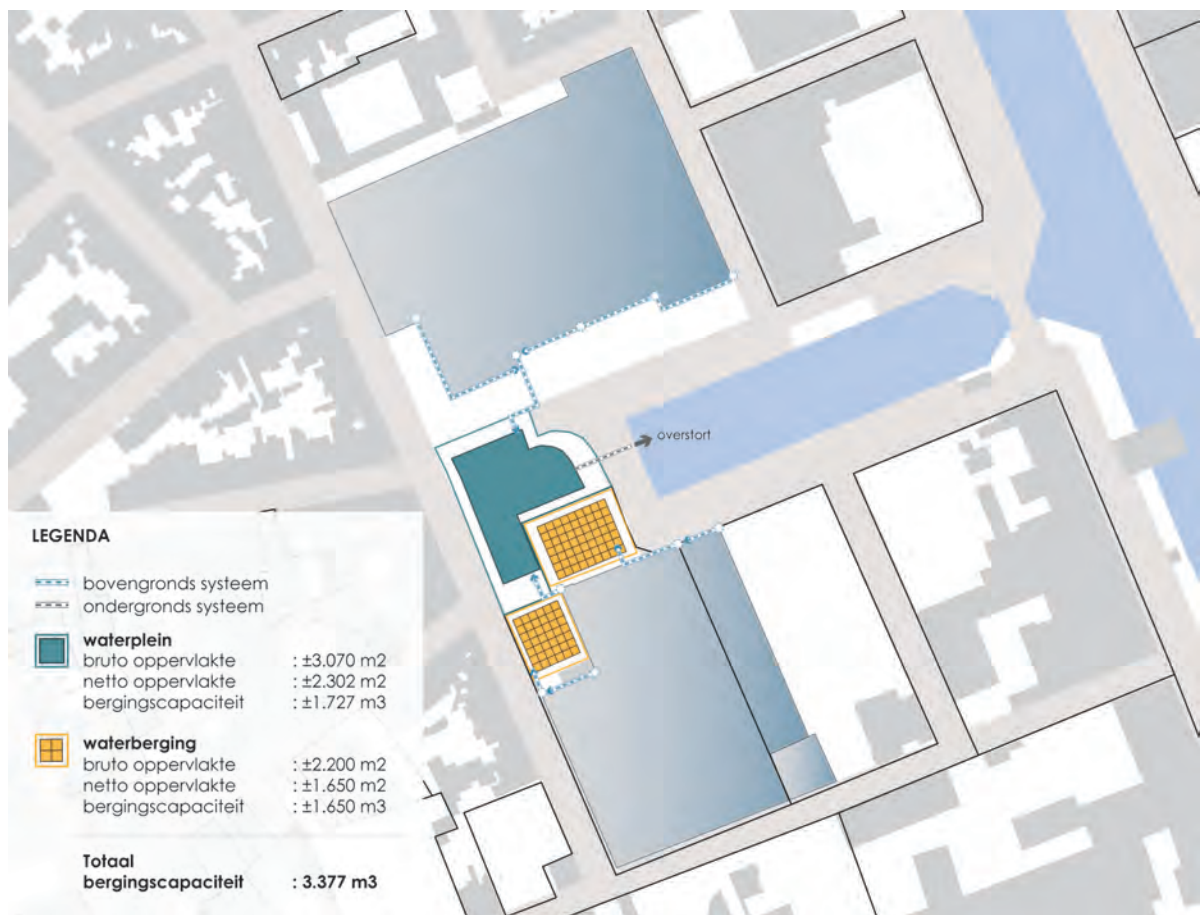 overstort
LEGENDA
bovengronds systeem
ondergronds systeem
waterplein
bruto oppervlakte : ±3.070 m2
netto oppervlakte : ±2.302 m2
bergingscapaciteit : ±1.727 m3
waterberging
bruto oppervlakte : ±2.200 m2
netto oppervlakte : ±1.650 m2
bergingscapaciteit : ±1.650 m3
Totaal
bergingscapaciteit : 3.377 m3